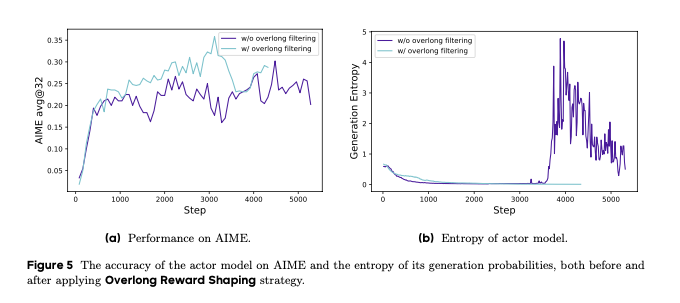 w/o overlong filtering
w/ overlong filtering
0.35
0.30
0.25
0.20
0.15
0.10
0.05
AIME avg@32
0 1000 2000 3000 4000 5000
Step
w/o overlong filtering
w/ overlong filtering
5
4
3
2
1
0
Generation Entropy
0 1000 2000 3000 4000 5000
Step
(a) Performance on AIME.
(b) Entropy of actor model.
Figure 5 The accuracy of the actor model on AIME and the entropy of its generation probabilities, both before and
after applying Overlong Reward Shaping strategy.